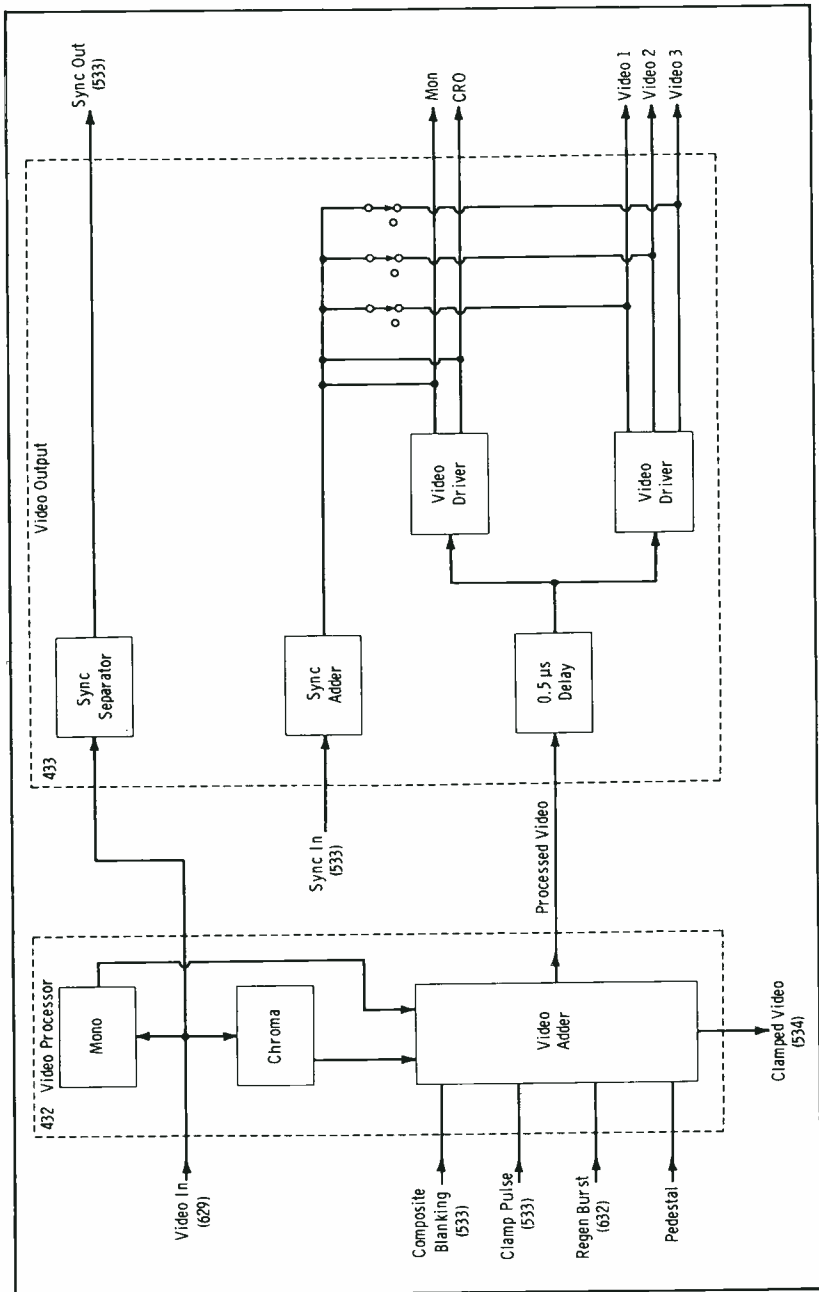 432 Video Processor
Mono
Chroma
Video In
(629)
Composite
Blanking
(533)
Clamp Pulse
(533)
Regen Burst
(632)
Pedestal
Video
Adder
Clamped Video
(534)
Processed Video
Sync In
(533)
433
Video Output
Sync
Separator
Sync
Adder
0.5 µs
Delay
Video
Driver
Video
Driver
Sync Out
(533)
Mon
CRO
Video 1
Video 2
Video 3